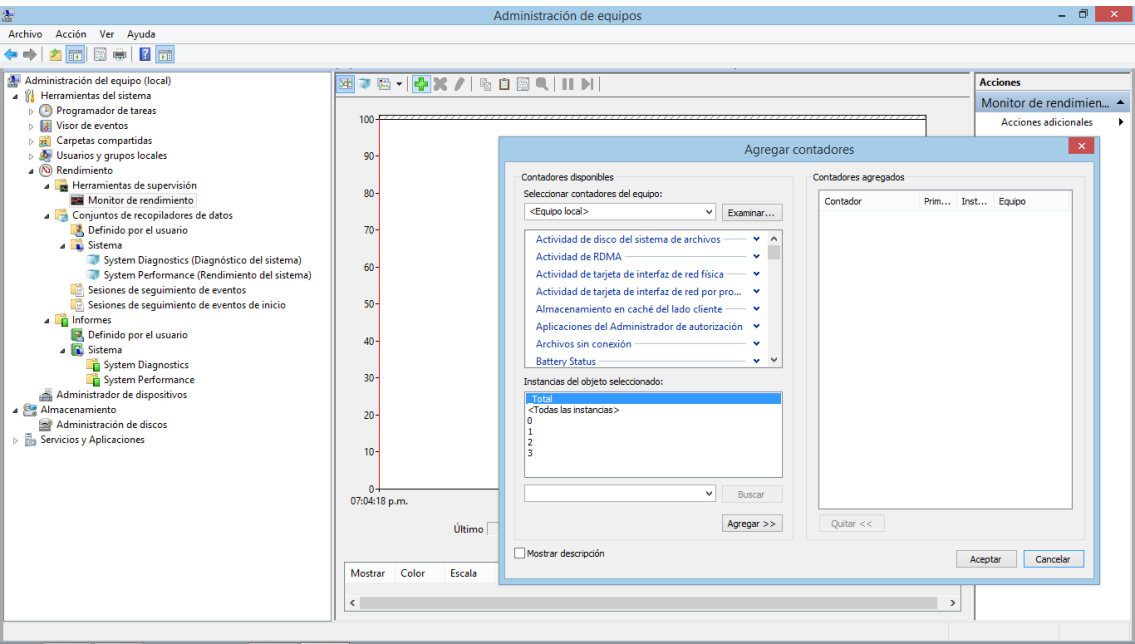 Administración de equipos
Archivo Acción Ver Ayuda
Administración del equipo (local)
Herramientas del sistema
Programador de tareas
Visor de eventos
Carpetas compartidas
Usuarios y grupos locales
Rendimiento
Herramientas de supervisión
Monitor de rendimiento
Conjuntos de recopiladores de datos
Definido por el usuario
Sistema
System Diagnostics (Diagnóstico del sistema)
System Performance (Rendimiento del sistema)
Sesiones de seguimiento de eventos
Sesiones de seguimiento de eventos de inicio
Informes
Definido por el usuario
Sistema
System Diagnostics
System Performance
Administrador de dispositivos
Almacenamiento
Administración de discos
Servicios y Aplicaciones
100
90
80
70
60
50
40
30
20
10
0
07:04:18 p.m.
Último
Mostrar Color Escala
Agregar contadores
Contadores disponibles
Seleccionar contadores del equipo:
<Equipo local>
Examinar...
Actividad de disco del sistema de archivos
Actividad de RDMA
Actividad de tarjeta de interfaz de red física
Actividad de tarjeta de interfaz de red por pro...
Almacenamiento en caché del lado cliente
Aplicaciones del Administrador de autorización
Archivos sin conexión
Battery Status
Instancias del objeto seleccionado:
_Total
<Todas las instancias>
0
1
2
3
Buscar
Agregar >>
Mostrar descripción
Contadores agregados
Contador Prim... Inst... Equipo
Quitar <<
Aceptar Cancelar
Acciones
Monitor de rendimien...
Acciones adicionales